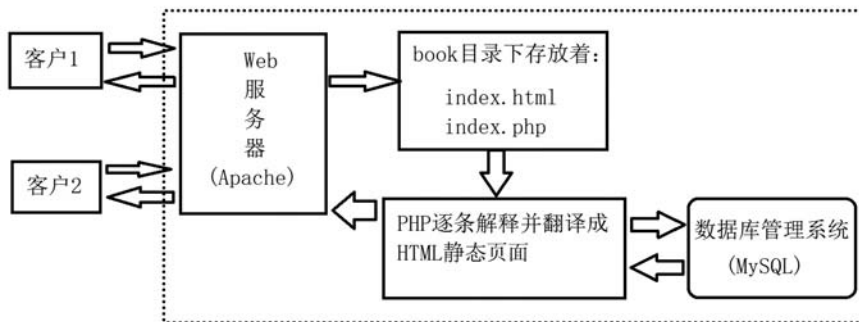 客户1
客户2
Web
服
务
器
(Apache)
book目录下存放着：
index.html
index.php
PHP逐条解释并翻译成
HTML静态页面
数据库管理系统
(MySQL)